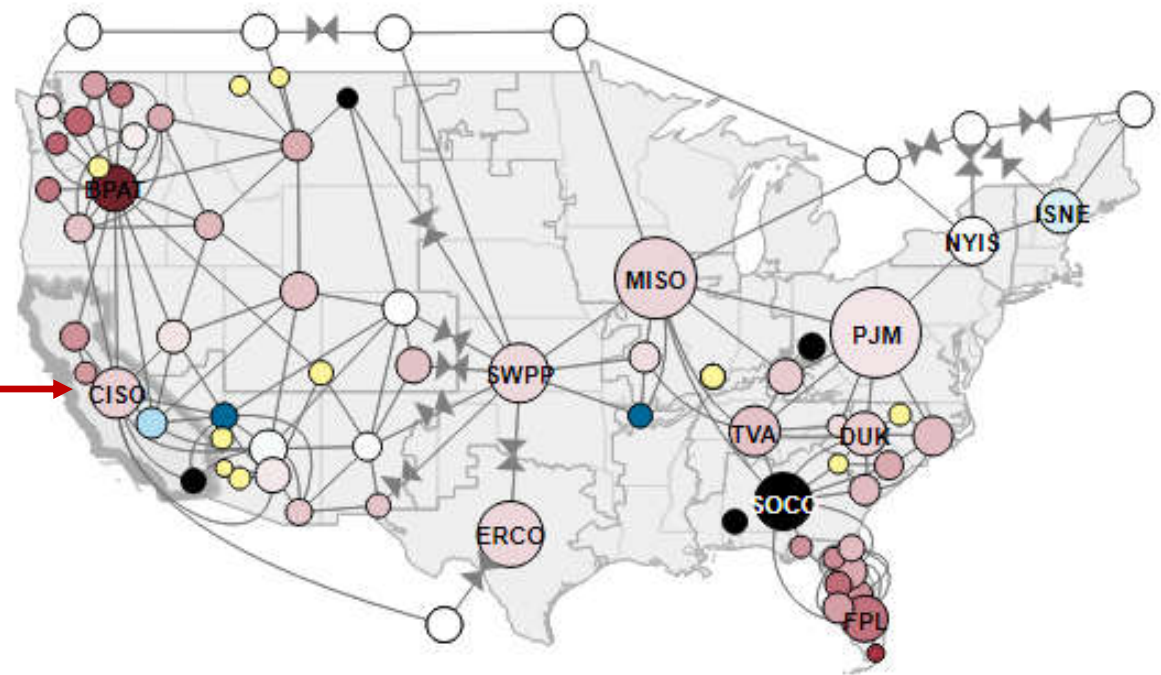 BPAT
ISNE
NYIS
MISO
PJM
SWPP
CISO
TVA
DUK
SOCO
ERCO
FPL